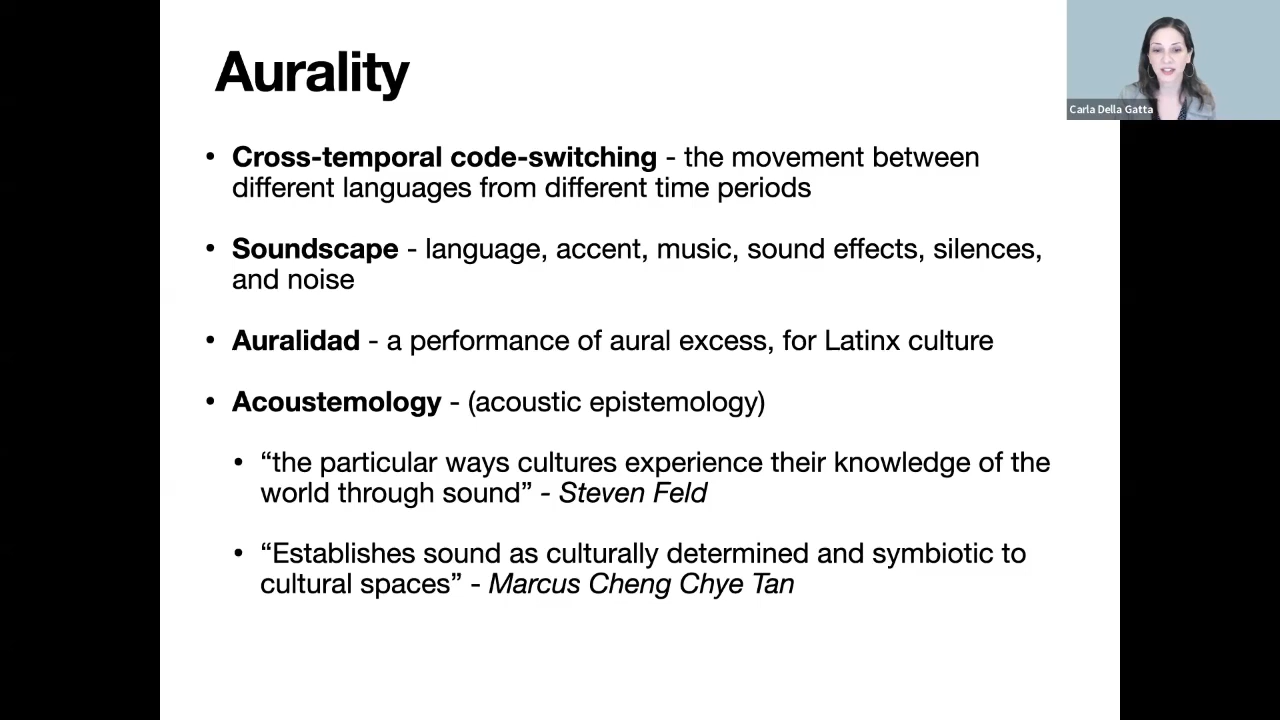 Aurality
Carla Della Gatta
• Cross-temporal code-switching - the movement between
different languages from different time periods
• Soundscape - language, accent, music, sound effects, silences,
and noise
• Auralidad - a performance of aural excess, for Latinx culture
• Acoustemology - (acoustic epistemology)
• “the particular ways cultures experience their knowledge of the
world through sound” - Steven Feld
• “Establishes sound as culturally determined and symbiotic to
cultural spaces” - Marcus Cheng Chye Tan